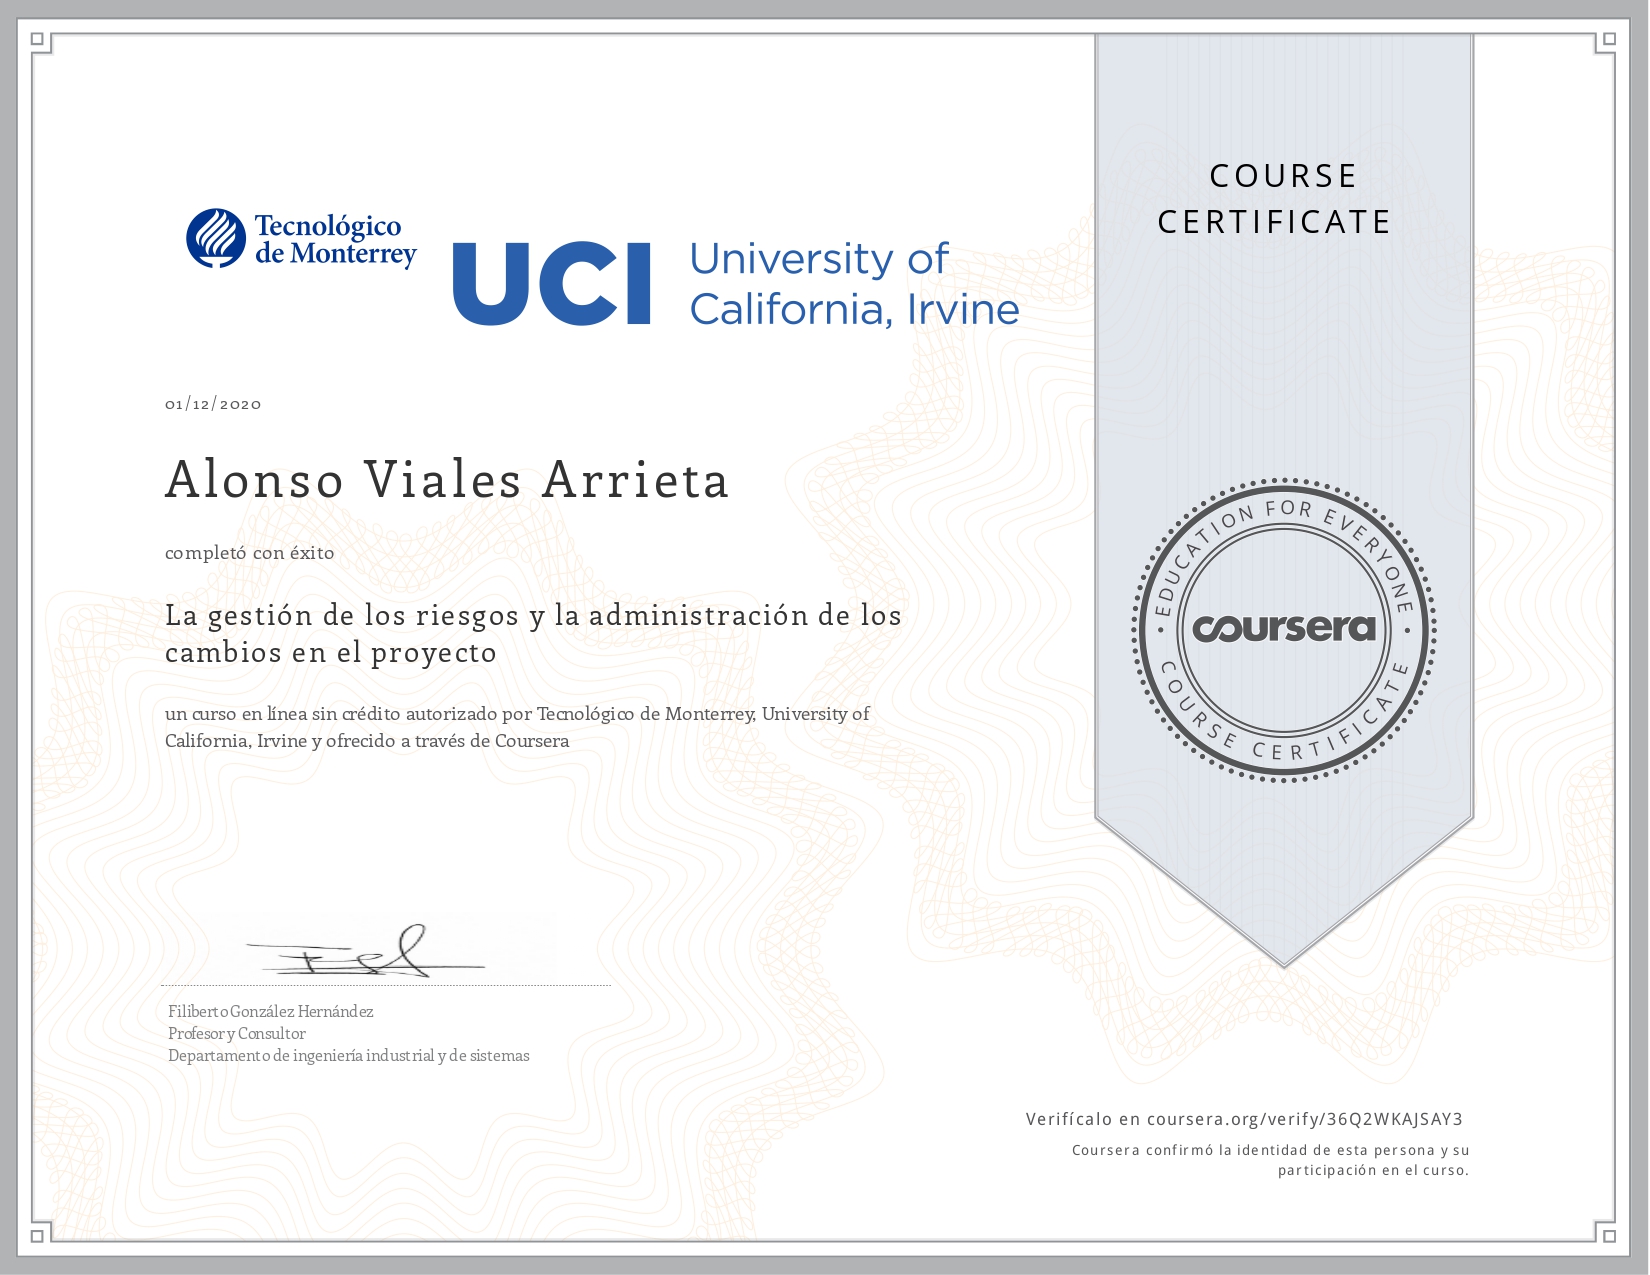 Tecnológico
de Monterrey
UCI
University of
California, Irvine
01/12/2020
Alonso Viales Arrieta
completó con éxito
La gestión de los riesgos y la administración de los
cambios en el proyecto
un curso en línea sin crédito autorizado por Tecnológico de Monterrey, University of
California, Irvine y ofrecido a través de Coursera
Filiberto González Hernández
Profesor y Consultor
Departamento de ingeniería industrial y de sistemas
COURSE
CERTIFICATE
EDUCATION FOR EVERYONE
coursera
COURSE CERTIFICATE
Verifícalo en coursera.org/verify/36Q2WKAJSAY3
Coursera confirmó la identidad de esta persona y su
participación en el curso.